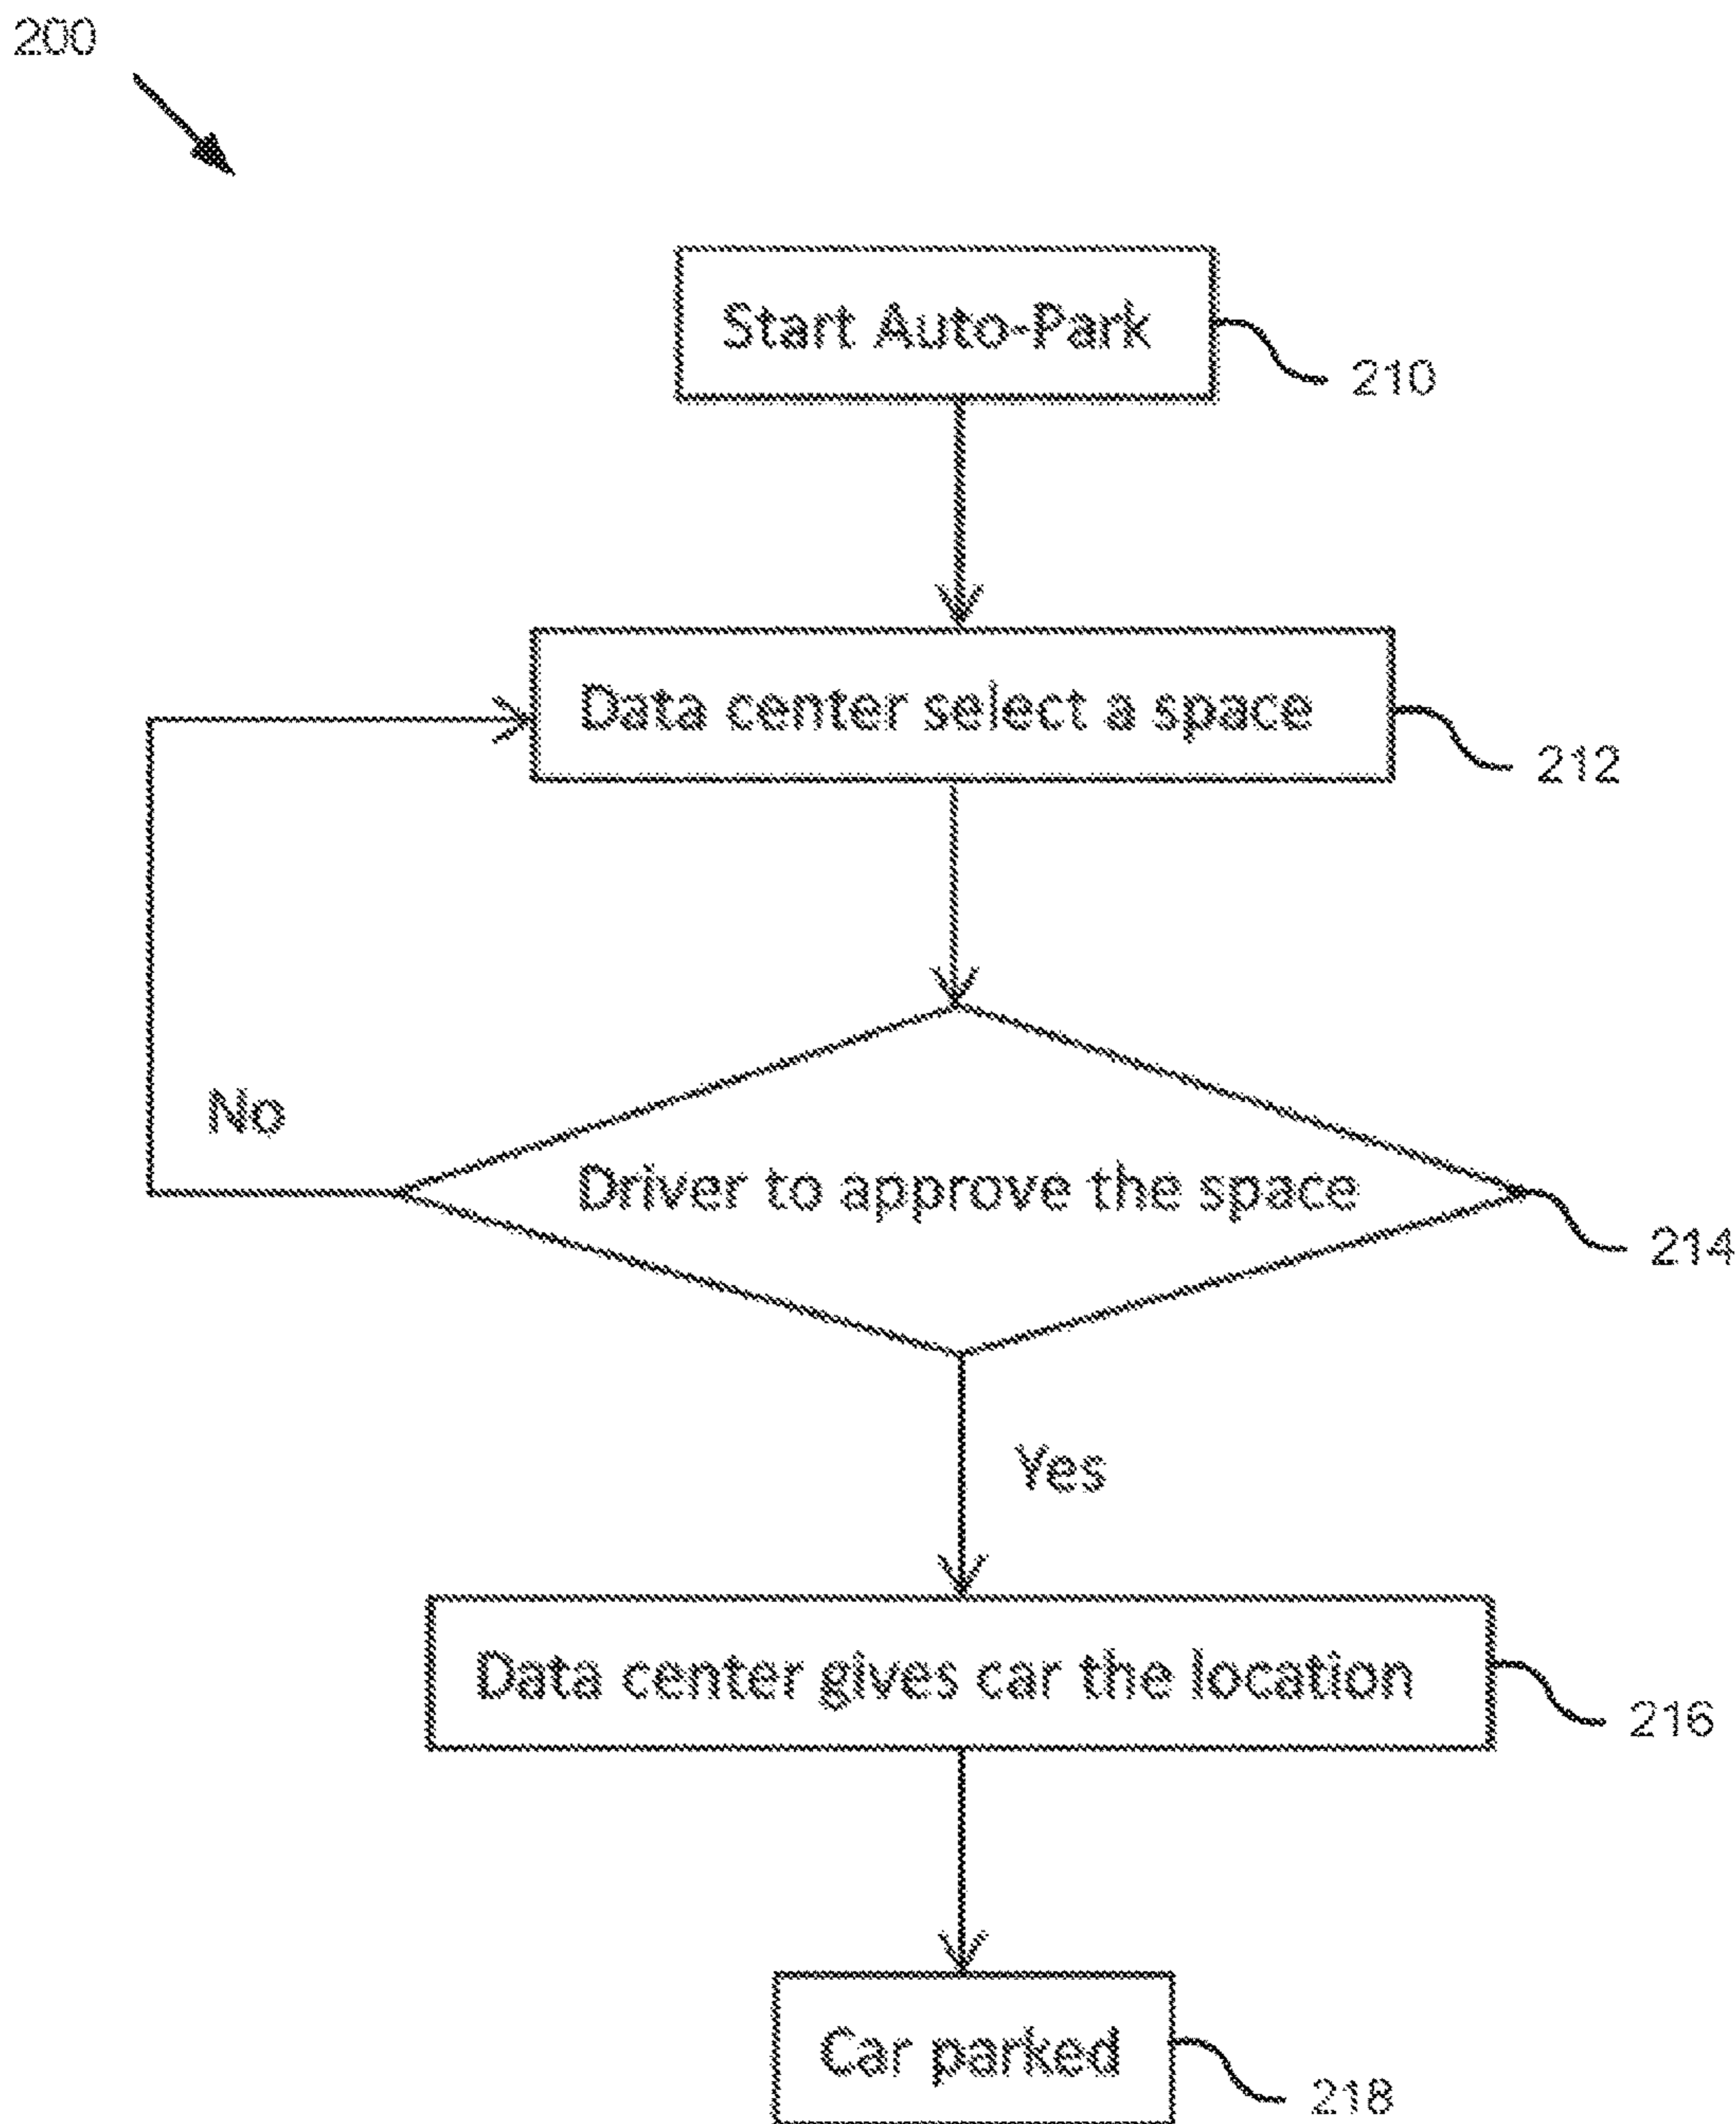 200
Start Auto-Park
210
Data center select a space
212
No
Driver to approve the space
214
Yes
Data center gives car the location
216
Car parked
218